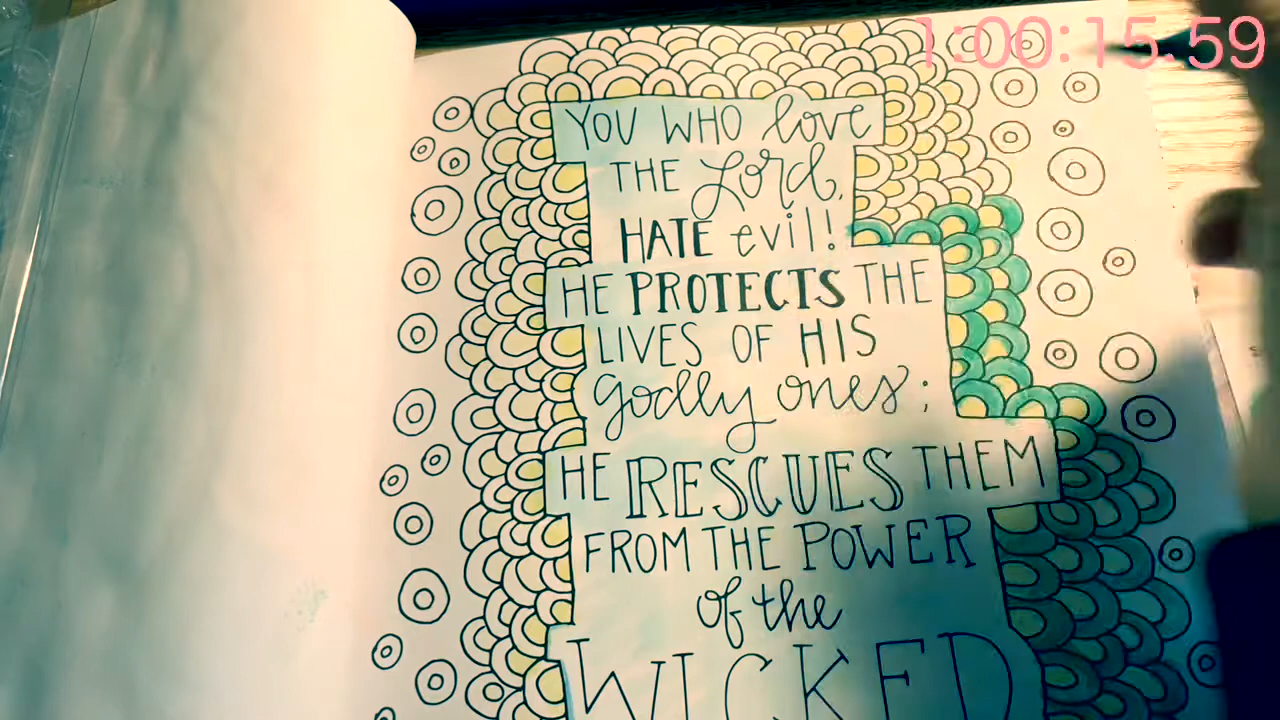 1:00:15.59
YOU WHO love
THE Lord,
HATE evil!
HE PROTECTS THE
LIVES OF HIS
godly ones;
HE RESCUES THEM
FROM THE POWER
of the
WICKED